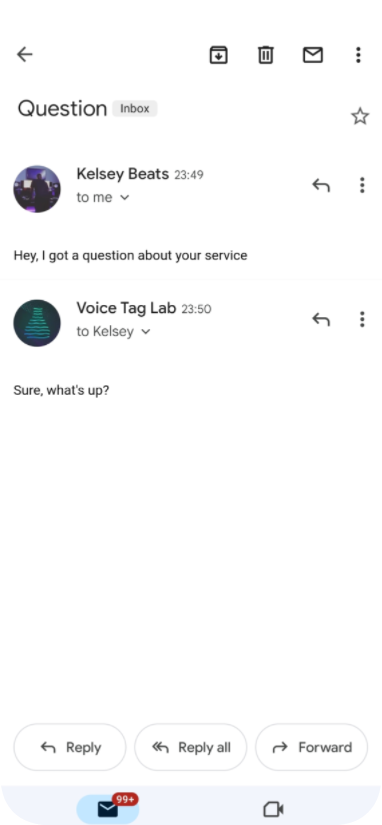 Question Inbox
Kelsey Beats 23:49
to me
Hey, I got a question about your service
Voice Tag Lab 23:50
to Kelsey
Sure, what's up?
Reply Reply all Forward
99+